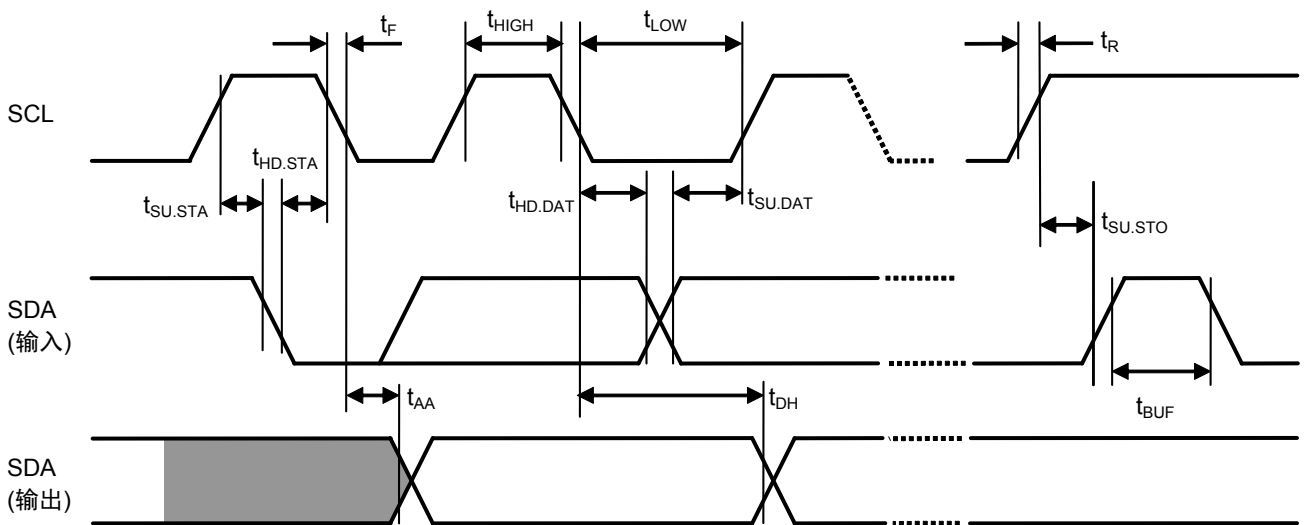 tF
tHIGH
tLOW
tR
SCL
tHD.STA
tSU.STA
tHD.DAT
tSU.DAT
tSU.STO
SDA
(输入)
tAA
tDH
tBUF
SDA
(输出)